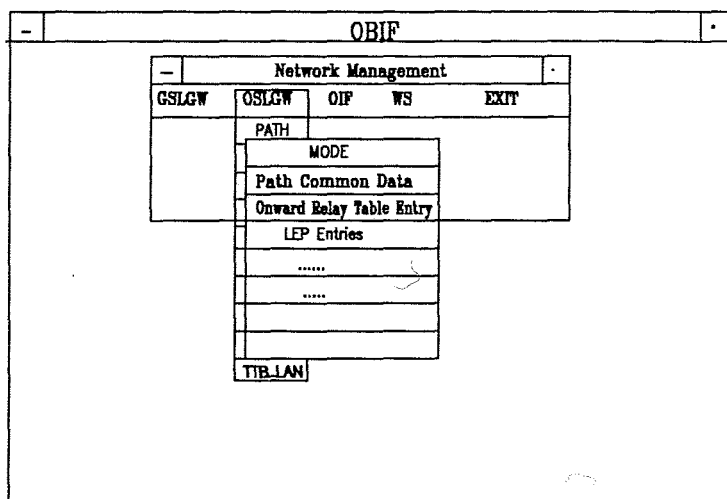 OBIF
Network Management
GSLGW OSLGW OIF WS EXIT
PATH
MODE
Path Common Data
Onward Relay Table Entry
LEP Entries
......
.....
TTB_LAN